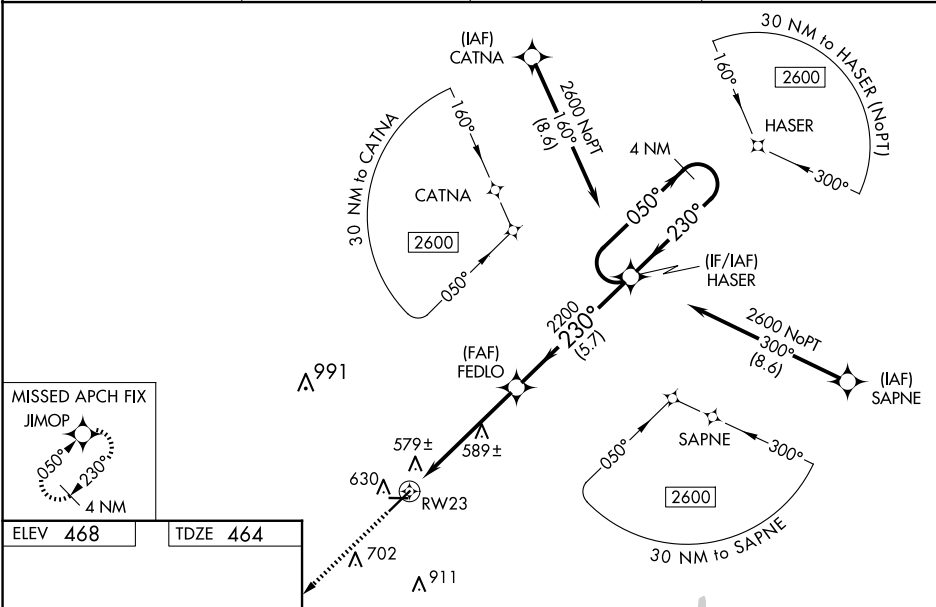 (IAF)
CATNA
2600 NoPT
160°
(8.6)
30 NM to HASER (NoPT)
160°
2600
HASER
300°
30 NM to CATNA
160°
CATNA
2600
050°
4 NM
050°
230°
(IF/IAF)
HASER
2200
230°
(5.7)
2600 NoPT
300°
(8.6)
(IAF)
SAPNE
(FAF)
FEDLO
991
MISSED APCH FIX
JIMOP
050°
230°
4 NM
579±
589±
630
RW23
702
911
050°
SAPNE
300°
2600
30 NM to SAPNE
ELEV 468
TDZE 464